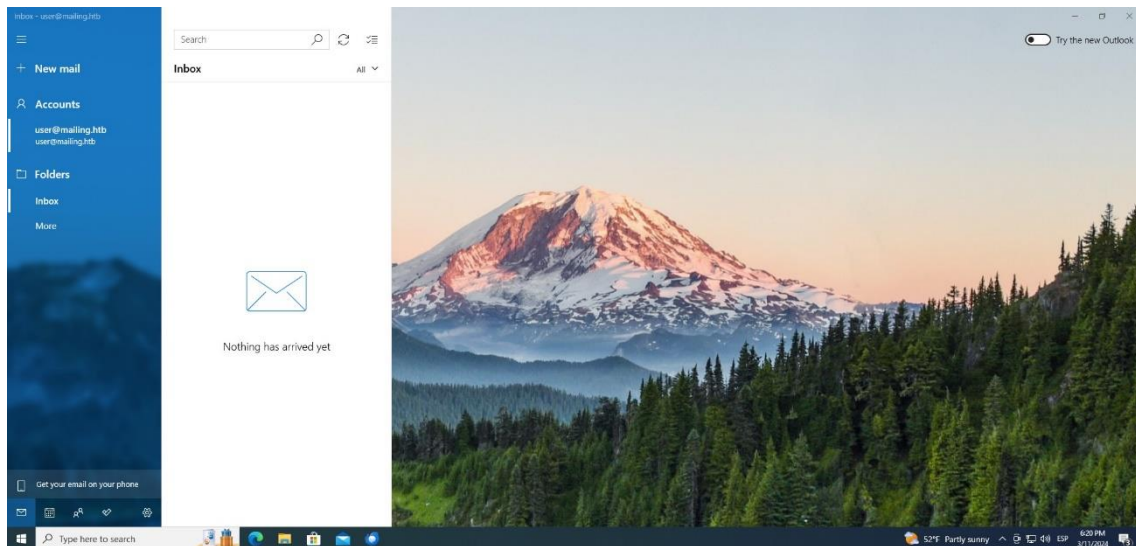 Inbox - user@mailing.htb
Try the new Outlook
Search
New mail
Inbox
All
Accounts
user@mailing.htb
user@mailing.htb
Folders
Inbox
More
Nothing has arrived yet
Get your email on your phone
Type here to search
52°F Partly sunny
ESP
6:20 PM
3/11/2024